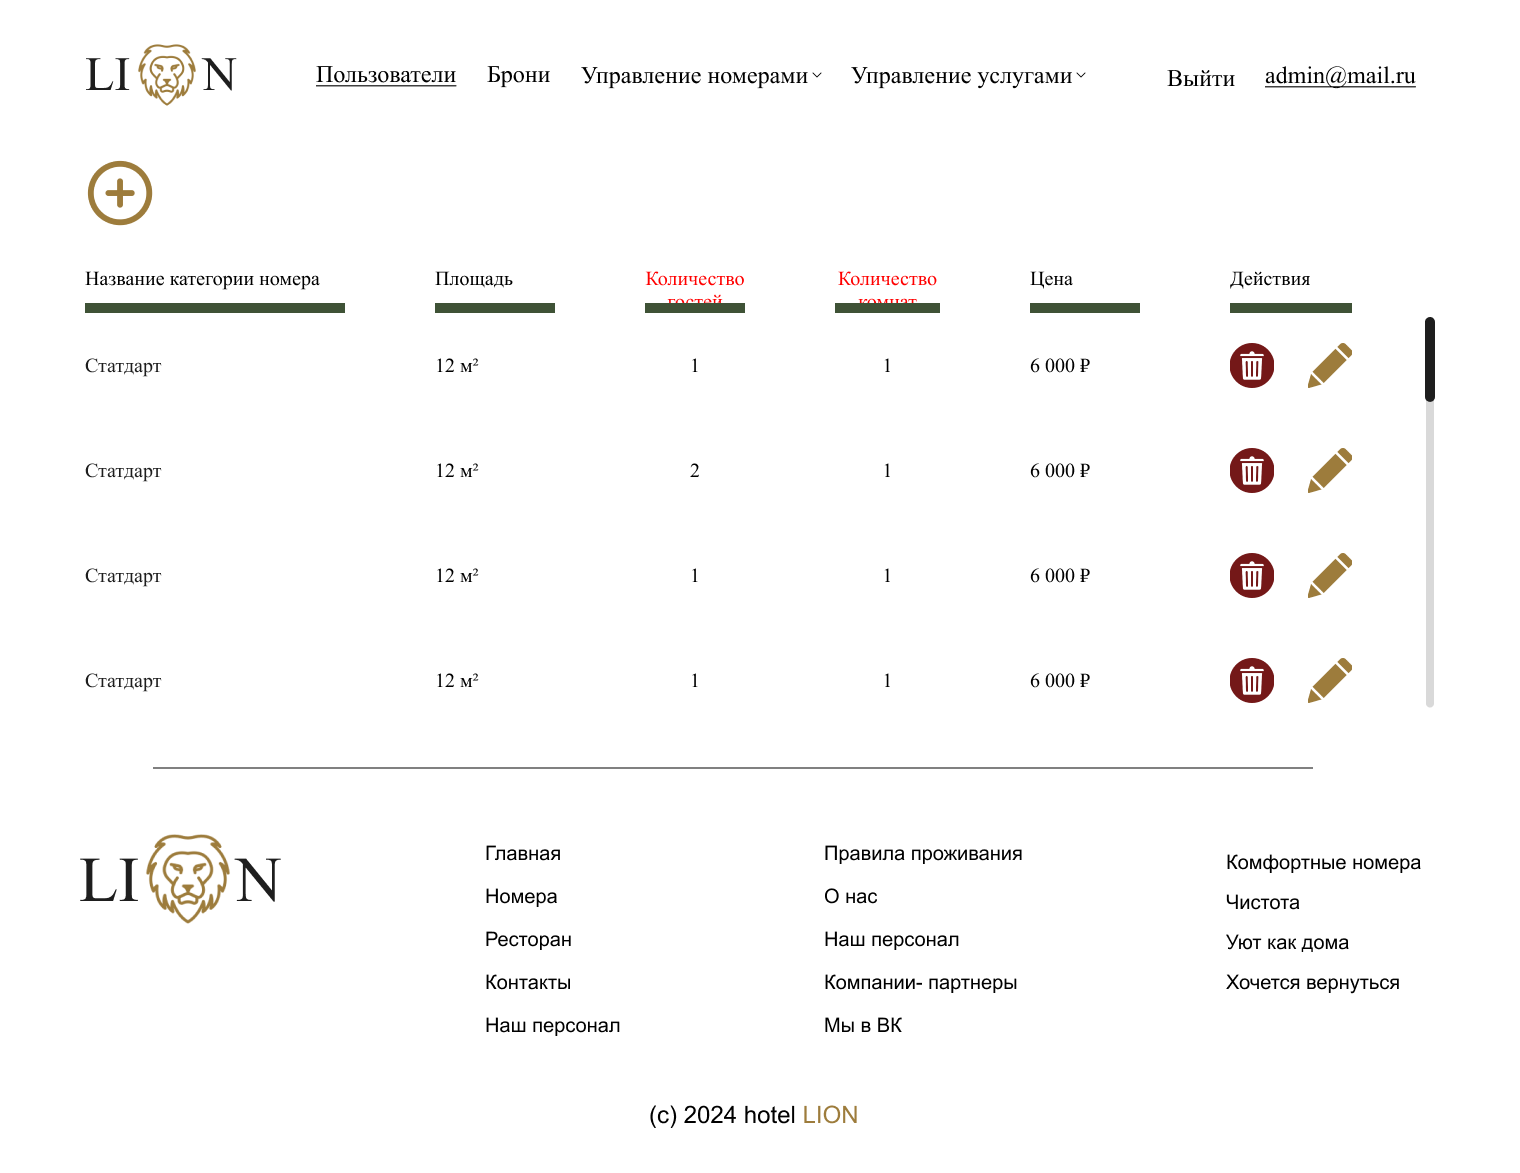 LION
Пользователи Брони Управление номерами Управление услугами Выйти admin@mail.ru
Название категории номера Площадь Количество гостей Количество комнат Цена Действия
Статдарт 12 м² 1 1 6 000 ₽
Статдарт 12 м² 2 1 6 000 ₽
Статдарт 12 м² 1 1 6 000 ₽
Статдарт 12 м² 1 1 6 000 ₽
LION
Главная
Номера
Ресторан
Контакты
Наш персонал
Правила проживания
О нас
Наш персонал
Компании- партнеры
Мы в ВК
Комфортные номера
Чистота
Уют как дома
Хочется вернуться
(c) 2024 hotel LION